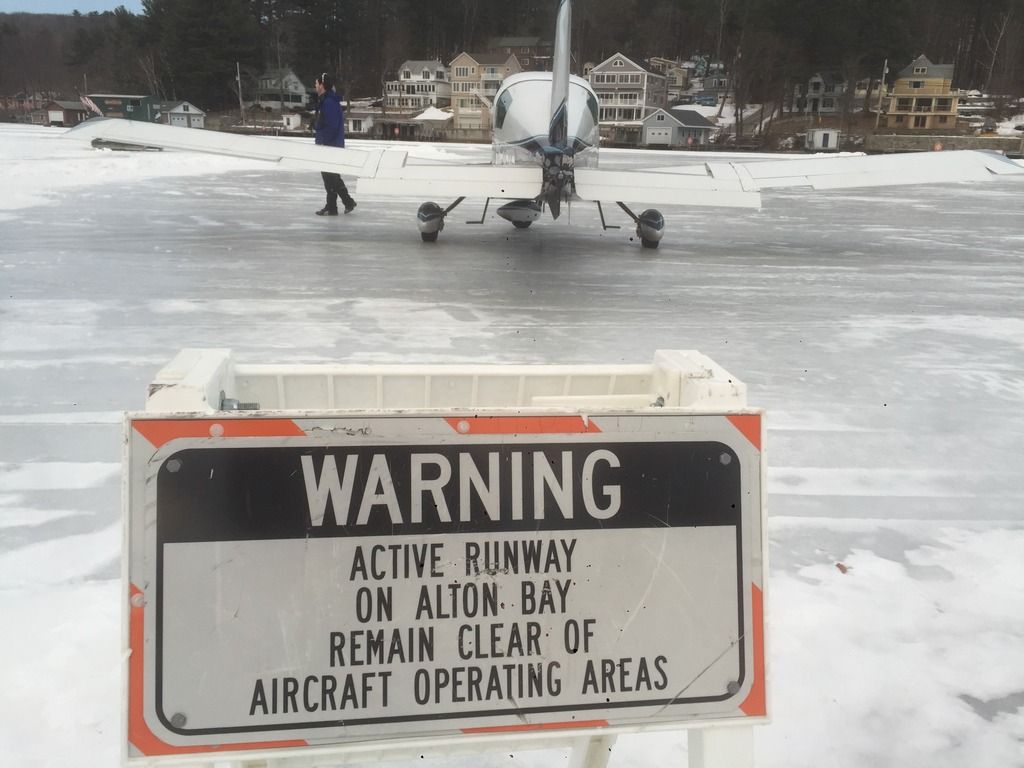 WARNING
ACTIVE RUNWAY
ON ALTON BAY
REMAIN CLEAR OF
AIRCRAFT OPERATING AREAS